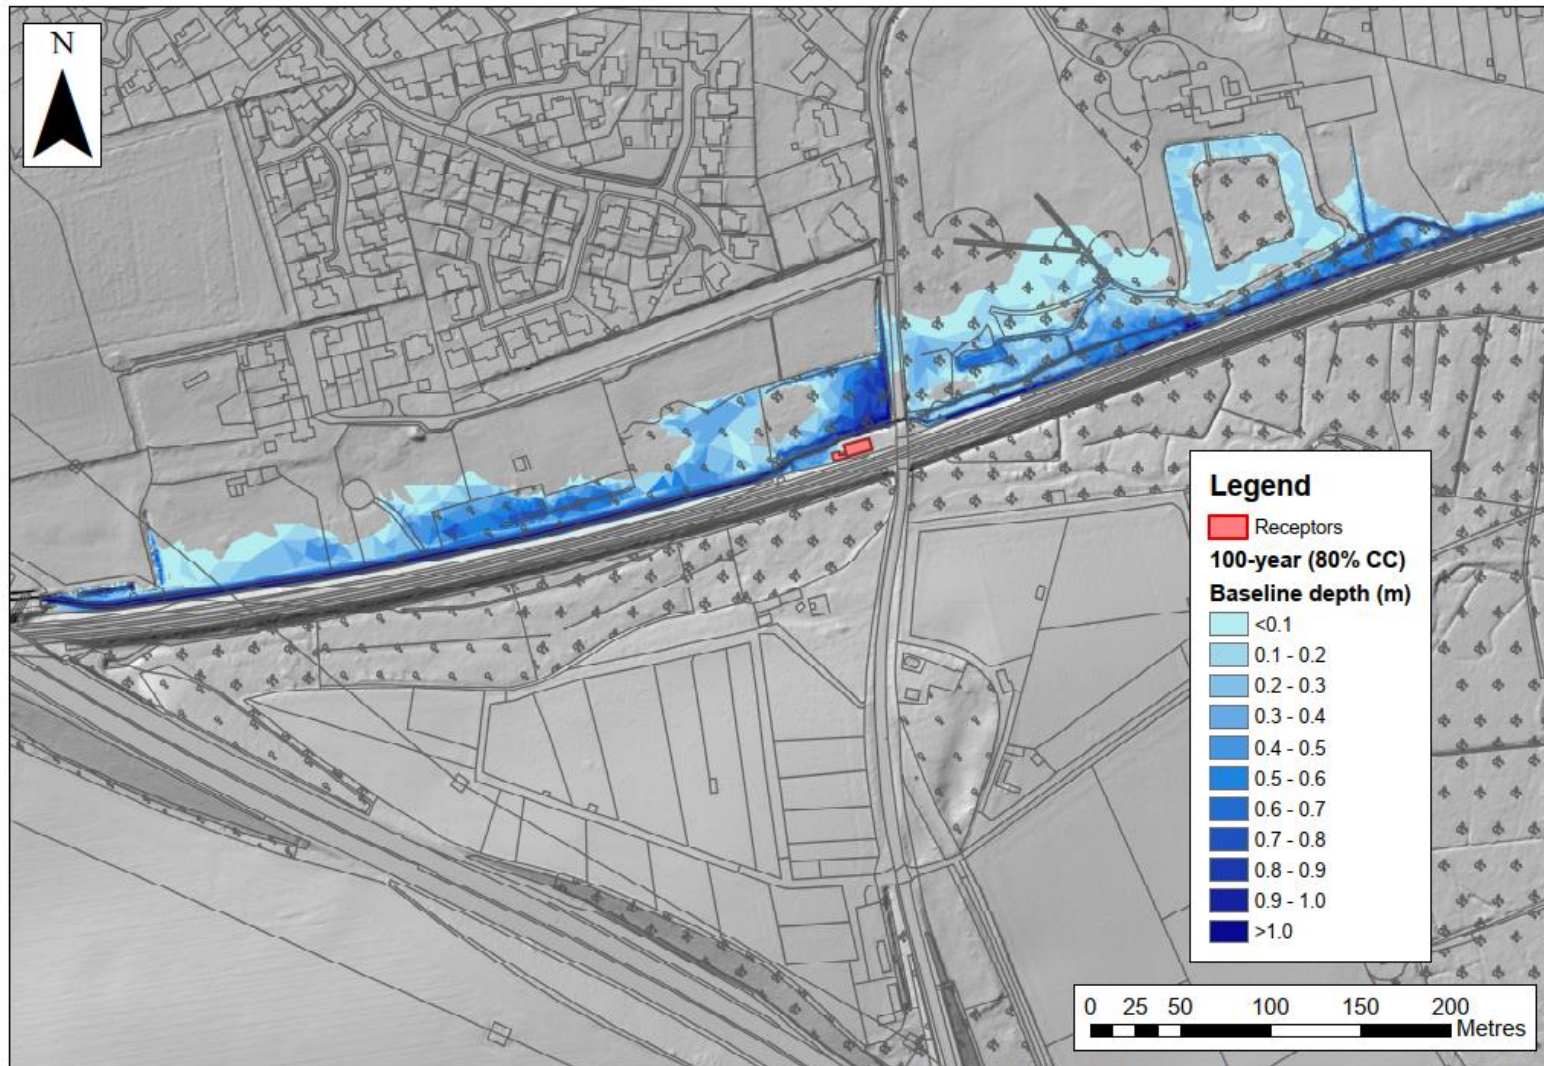 N
Legend
Receptors
100-year (80% CC)
Baseline depth (m)
<0.1
0.1 - 0.2
0.2 - 0.3
0.3 - 0.4
0.4 - 0.5
0.5 - 0.6
0.6 - 0.7
0.7 - 0.8
0.8 - 0.9
0.9 - 1.0
>1.0
0 25 50 100 150 200
Metres